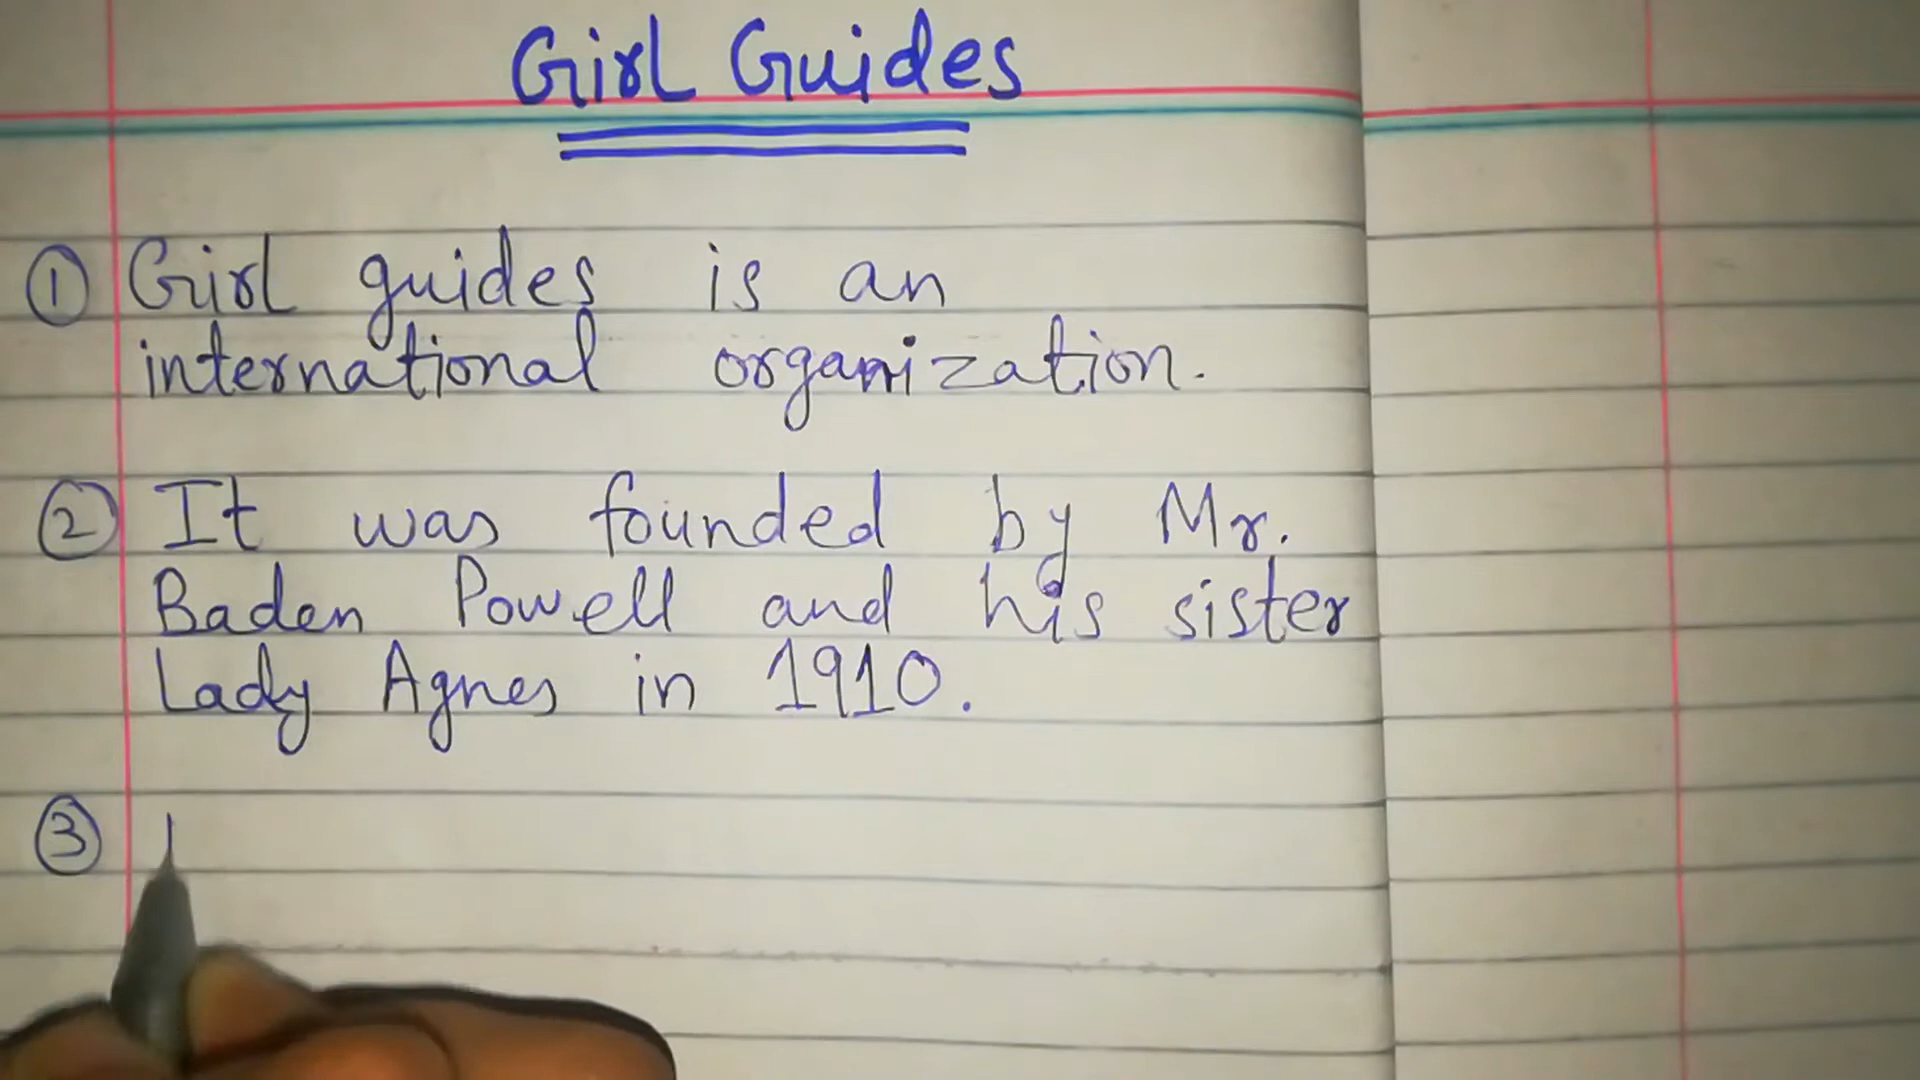 Girl Guides
① Girl guides is an
international organization.
② It was founded by Mr.
Baden Powell and his sister
Lady Agnes in 1910.
③